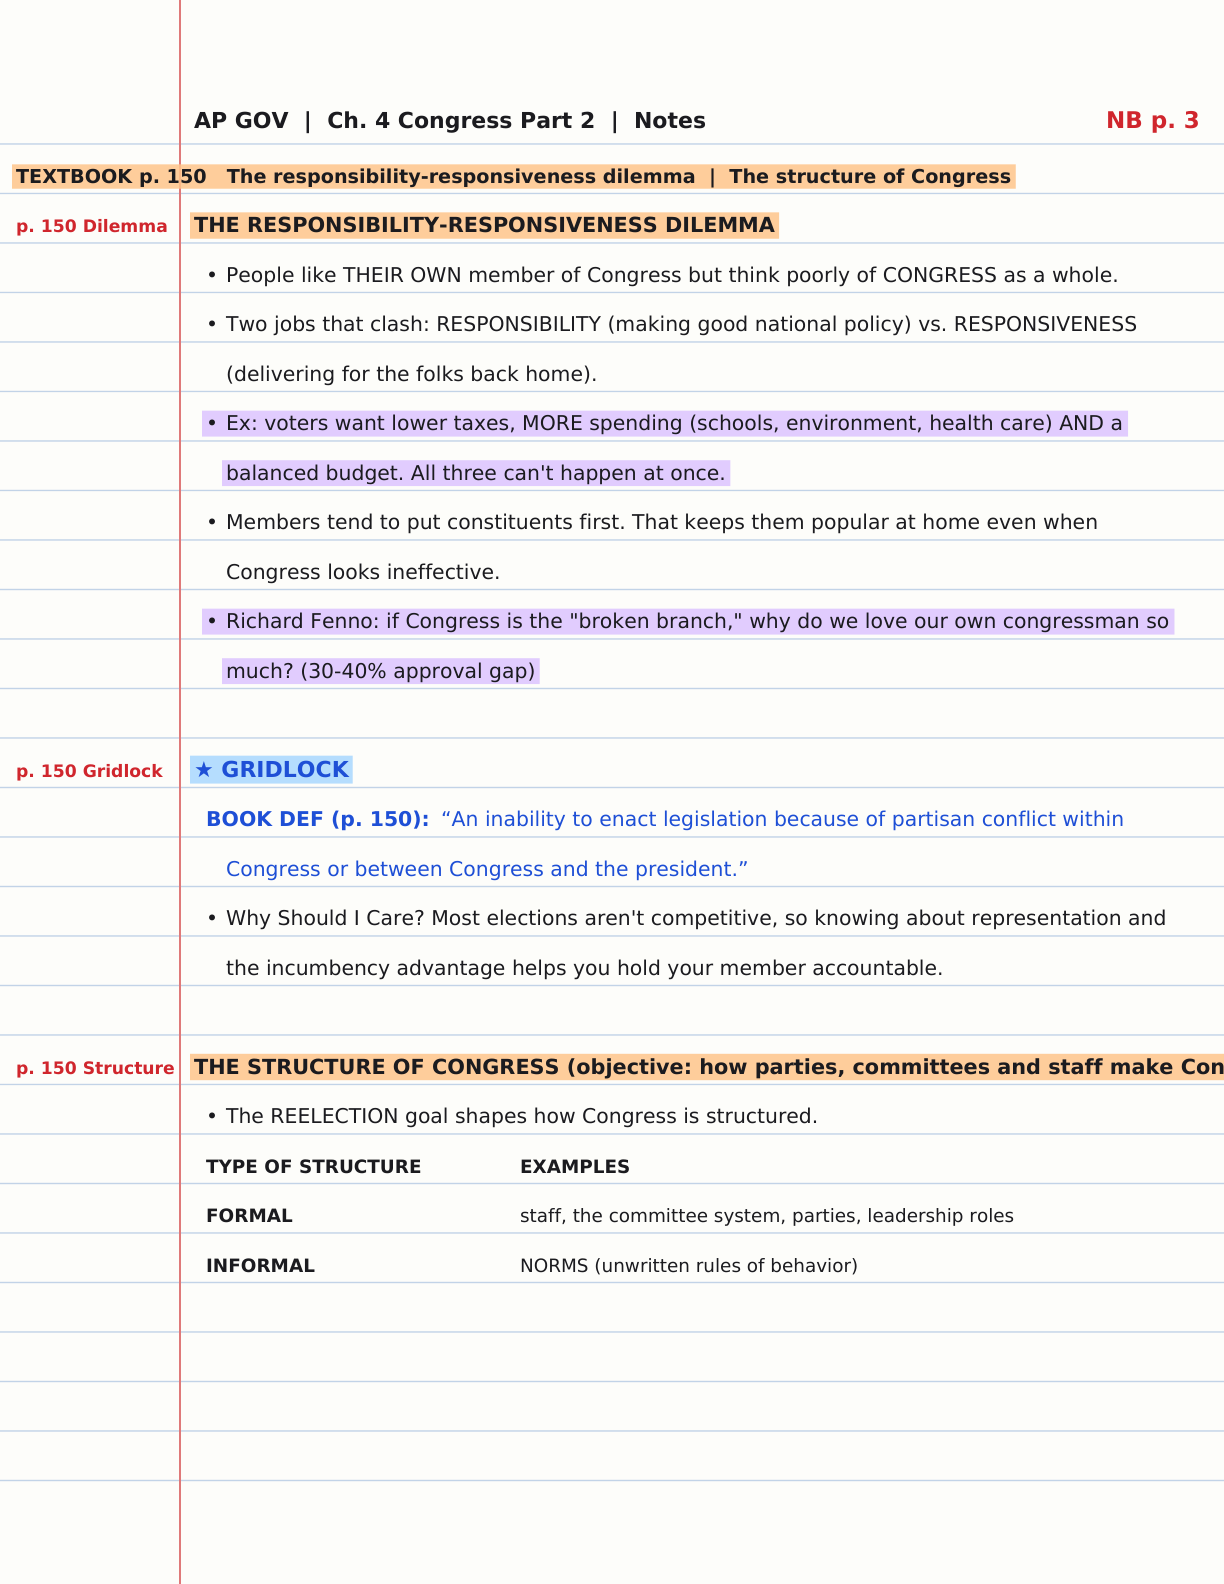 AP GOV | Ch. 4 Congress Part 2 | Notes
NB p. 3
TEXTBOOK p. 150 The responsibility-responsiveness dilemma | The structure of Congress
p. 150 Dilemma
THE RESPONSIBILITY-RESPONSIVENESS DILEMMA
• People like THEIR OWN member of Congress but think poorly of CONGRESS as a whole.
• Two jobs that clash: RESPONSIBILITY (making good national policy) vs. RESPONSIVENESS
(delivering for the folks back home).
• Ex: voters want lower taxes, MORE spending (schools, environment, health care) AND a
balanced budget. All three can't happen at once.
• Members tend to put constituents first. That keeps them popular at home even when
Congress looks ineffective.
• Richard Fenno: if Congress is the "broken branch," why do we love our own congressman so
much? (30-40% approval gap)
p. 150 Gridlock
★ GRIDLOCK
BOOK DEF (p. 150): “An inability to enact legislation because of partisan conflict within
Congress or between Congress and the president.”
• Why Should I Care? Most elections aren't competitive, so knowing about representation and
the incumbency advantage helps you hold your member accountable.
p. 150 Structure
THE STRUCTURE OF CONGRESS (objective: how parties, committees and staff make Con
• The REELECTION goal shapes how Congress is structured.
TYPE OF STRUCTURE
EXAMPLES
FORMAL
staff, the committee system, parties, leadership roles
INFORMAL
NORMS (unwritten rules of behavior)